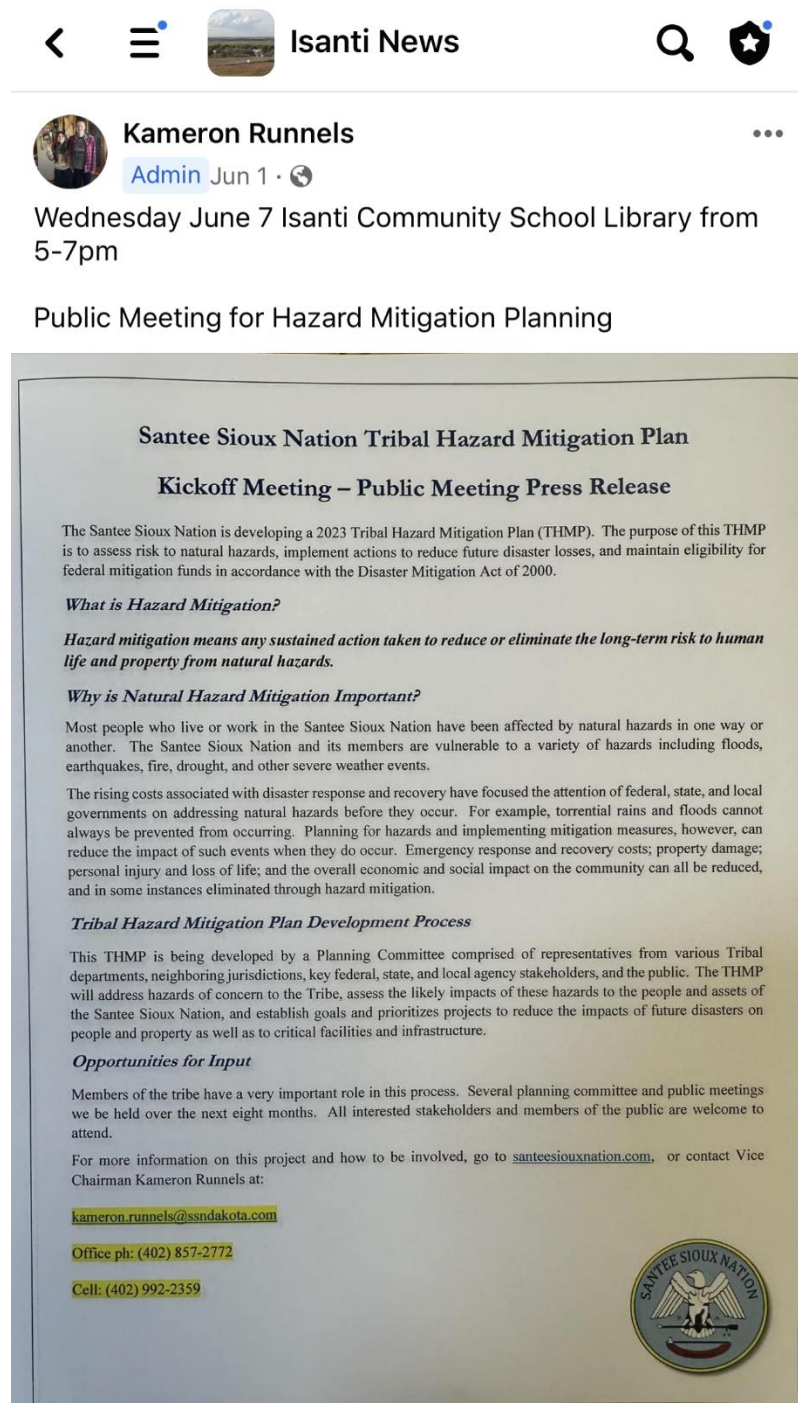 Isanti News
Kameron Runnels
Admin Jun 1 ·
Wednesday June 7 Isanti Community School Library from
5-7pm
Public Meeting for Hazard Mitigation Planning
Santee Sioux Nation Tribal Hazard Mitigation Plan
Kickoff Meeting – Public Meeting Press Release
The Santee Sioux Nation is developing a 2023 Tribal Hazard Mitigation Plan (THMP). The purpose of this THMP
is to assess risk to natural hazards, implement actions to reduce future disaster losses, and maintain eligibility for
federal mitigation funds in accordance with the Disaster Mitigation Act of 2000.
What is Hazard Mitigation?
Hazard mitigation means any sustained action taken to reduce or eliminate the long-term risk to human
life and property from natural hazards.
Why is Natural Hazard Mitigation Important?
Most people who live or work in the Santee Sioux Nation have been affected by natural hazards in one way or
another. The Santee Sioux Nation and its members are vulnerable to a variety of hazards including floods,
earthquakes, fire, drought, and other severe weather events.
The rising costs associated with disaster response and recovery have focused the attention of federal, state, and local
governments on addressing natural hazards before they occur. For example, torrential rains and floods cannot
always be prevented from occurring. Planning for hazards and implementing mitigation measures, however, can
reduce the impact of such events when they do occur. Emergency response and recovery costs; property damage;
personal injury and loss of life; and the overall economic and social impact on the community can all be reduced,
and in some instances eliminated through hazard mitigation.
Tribal Hazard Mitigation Plan Development Process
This THMP is being developed by a Planning Committee comprised of representatives from various Tribal
departments, neighboring jurisdictions, key federal, state, and local agency stakeholders, and the public. The THMP
will address hazards of concern to the Tribe, assess the likely impacts of these hazards to the people and assets of
the Santee Sioux Nation, and establish goals and prioritizes projects to reduce the impacts of future disasters on
people and property as well as to critical facilities and infrastructure.
Opportunities for Input
Members of the tribe have a very important role in this process. Several planning committee and public meetings
we be held over the next eight months. All interested stakeholders and members of the public are welcome to
attend.
For more information on this project and how to be involved, go to santeesiouxnation.com, or contact Vice
Chairman Kameron Runnels at:
kameron.runnels@ssndakota.com
Office ph: (402) 857-2772
Cell: (402) 992-2359
SANTEE SIOUX NATION